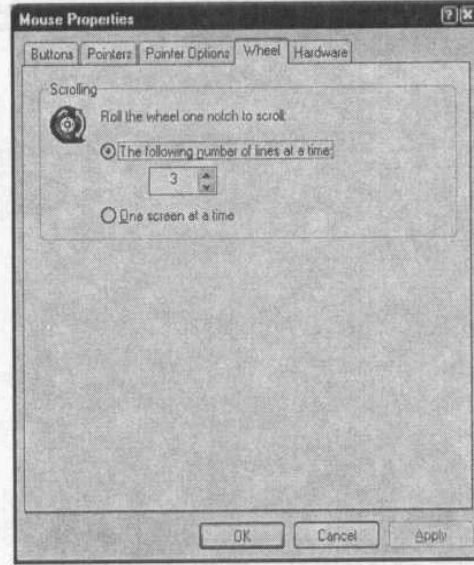 Mouse Properties
Buttons Pointers Pointer Options Wheel Hardware
Scrolling
Roll the wheel one notch to scroll:
The following number of lines at a time:
3
One screen at a time
OK Cancel Apply